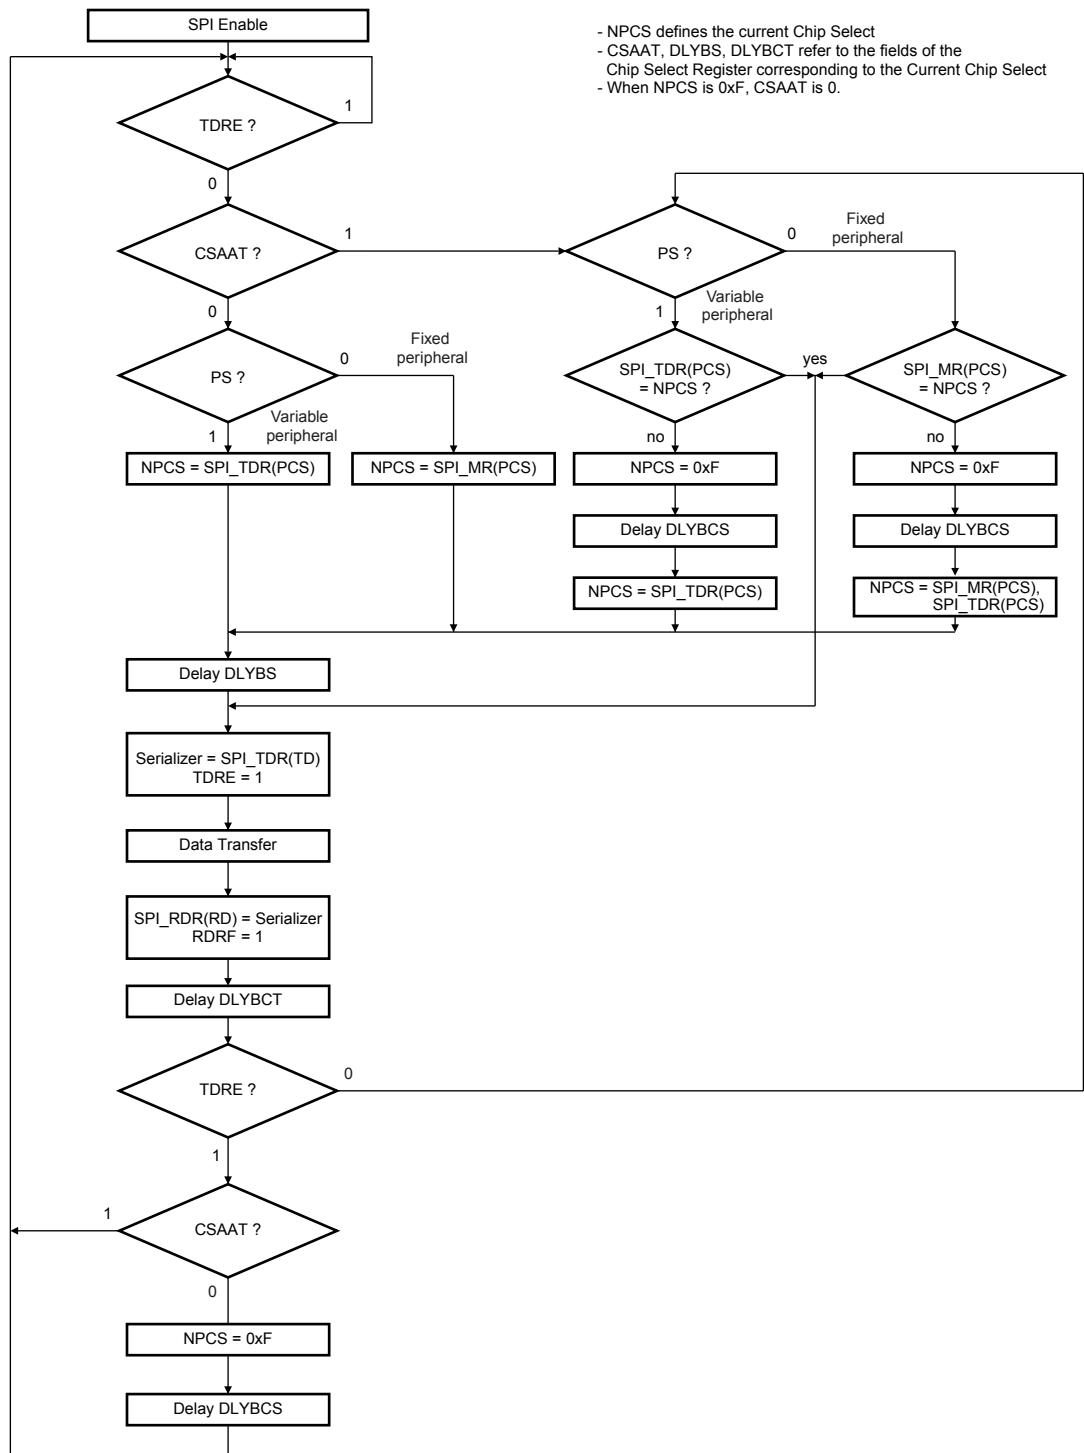 SPI Enable
- NPCS defines the current Chip Select
- CSAAT, DLYBS, DLYBCT refer to the fields of the
Chip Select Register corresponding to the Current Chip Select
- When NPCS is 0xF, CSAAT is 0.
TDRE ?
1
0
CSAAT ?
1
0
PS ?
0
Fixed
peripheral
1
Variable
peripheral
PS ?
0
Fixed
peripheral
1
Variable
peripheral
SPI_TDR(PCS)
= NPCS ?
yes
no
SPI_MR(PCS)
= NPCS ?
no
NPCS = SPI_TDR(PCS)
NPCS = SPI_MR(PCS)
NPCS = 0xF
NPCS = 0xF
Delay DLYBCS
Delay DLYBCS
NPCS = SPI_TDR(PCS)
NPCS = SPI_MR(PCS),
SPI_TDR(PCS)
Delay DLYBS
Serializer = SPI_TDR(TD)
TDRE = 1
Data Transfer
SPI_RDR(RD) = Serializer
RDRF = 1
Delay DLYBCT
TDRE ?
0
1
CSAAT ?
1
0
NPCS = 0xF
Delay DLYBCS